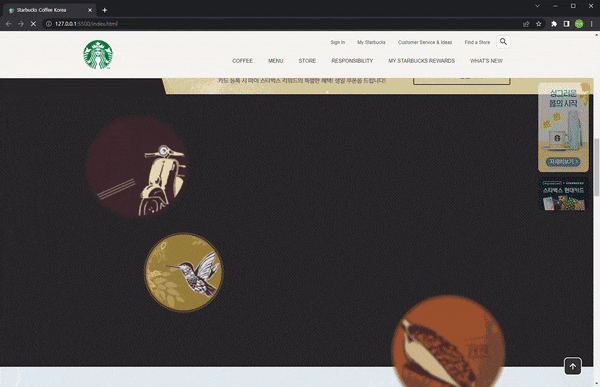 Starbucks Coffee Korea
127.0.0.1:5500/index.html
Sign In
My Starbucks
Customer Service & Ideas
Find a Store
COFFEE
MENU
STORE
RESPONSIBILITY
MY STARBUCKS REWARDS
WHAT'S NEW
카드 등록 시 마이 스타벅스 리워드의 특별한 혜택! 생일 쿠폰을 드립니다!
싱그러운
봄의 시작
자세히보기
스타벅스 현대카드